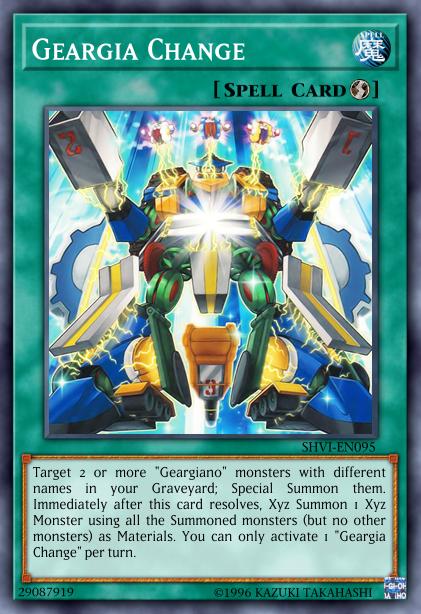 Geargia Change
SPELL
魔
[Spell Card]
2
1
SHVI-EN095
Target 2 or more "Geargiano" monsters with different
names in your Graveyard; Special Summon them.
Immediately after this card resolves, Xyz Summon 1 Xyz
Monster using all the Summoned monsters (but no other
monsters) as Materials. You can only activate 1 "Geargia
Change" per turn.
3
29087919
©1996 KAZUKI TAKAHASHI